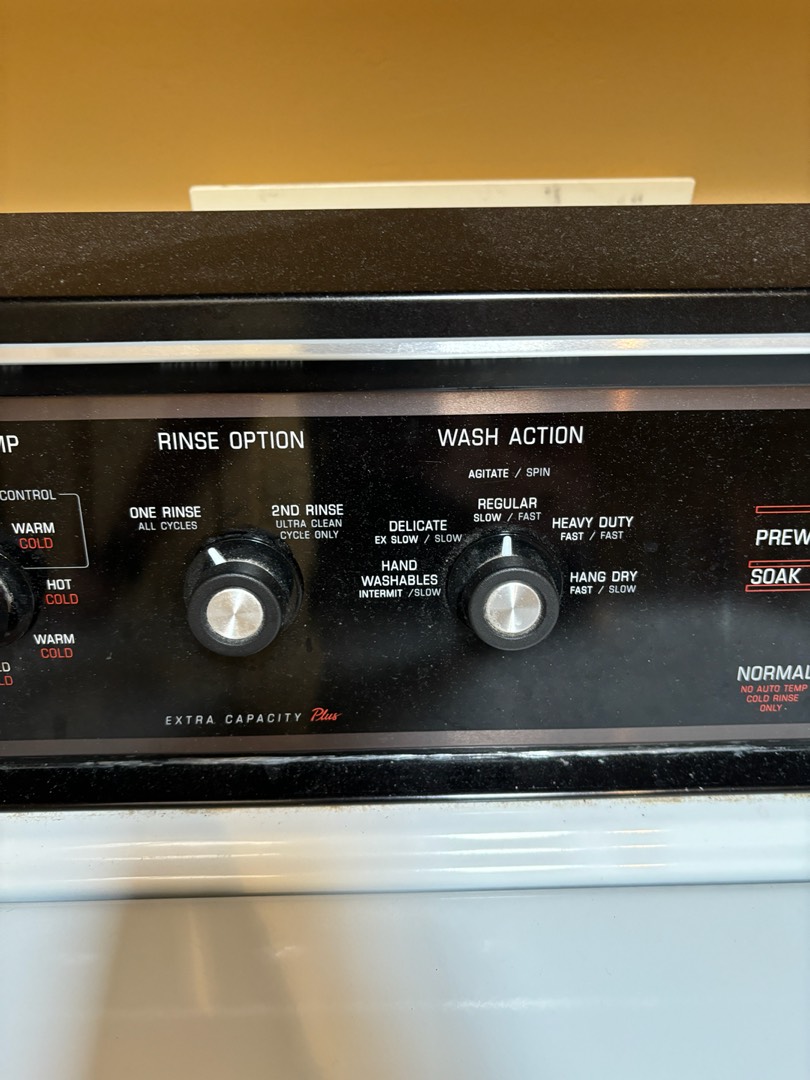 RINSE OPTION
ONE RINSE
ALL CYCLES
2ND RINSE
ULTRA CLEAN
CYCLE ONLY
EXTRA CAPACITY Plus
WASH ACTION
AGITATE / SPIN
HAND
WASHABLES
INTERMIT /SLOW
DELICATE
EX SLOW / SLOW
REGULAR
SLOW / FAST
HEAVY DUTY
FAST / FAST
HANG DRY
FAST / SLOW
CONTROL
WARM
COLD
HOT
COLD
WARM
COLD
PREW
SOAK
NORMAL
NO AUTO TEMP
COLD RINSE
ONLY